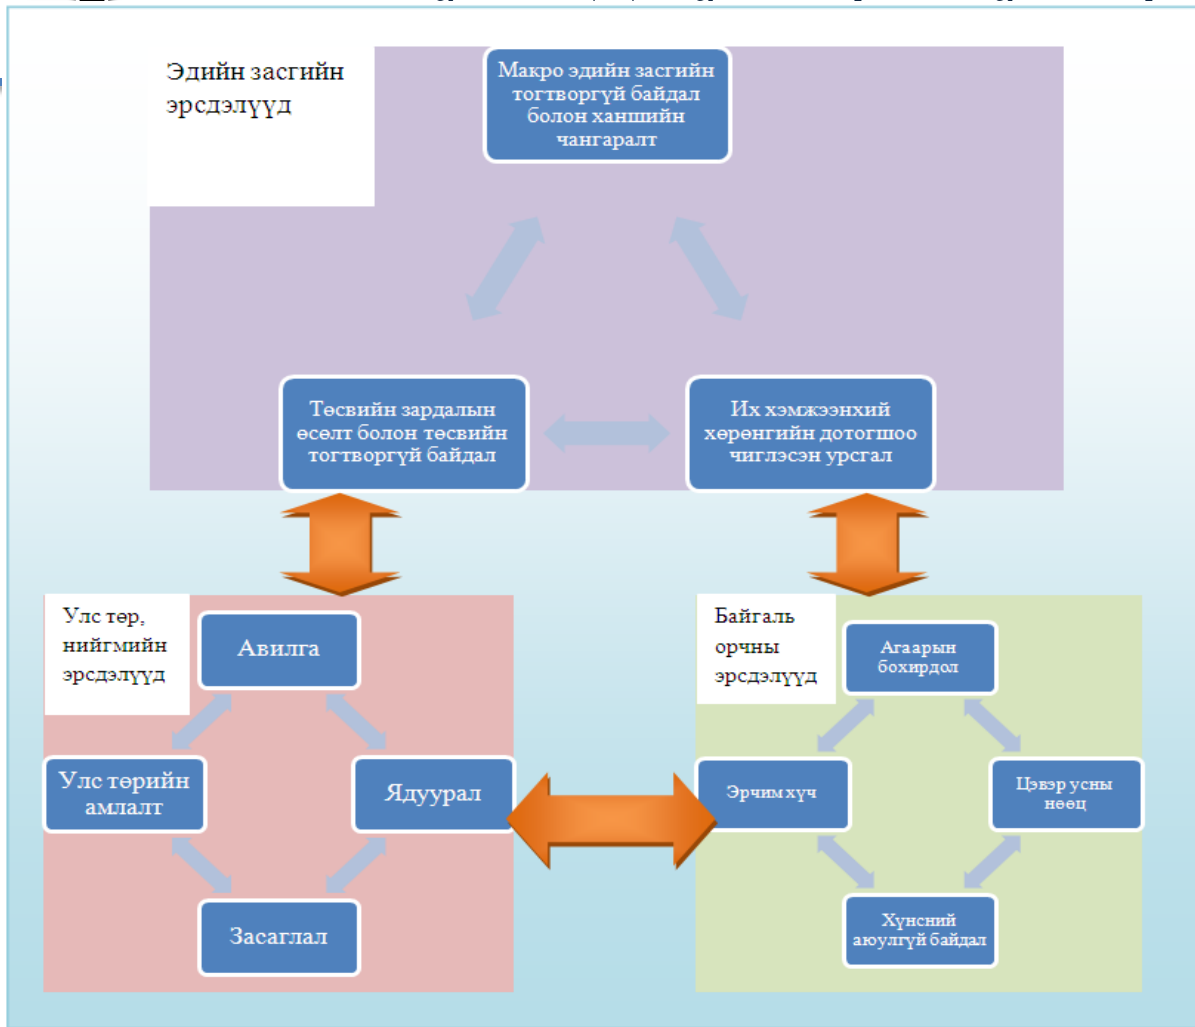 Эдийн засгийн
эрсдэлүүд
Макро эдийн засгийн
тогтворгүй байдал
болон ханшийн
чангаралт
Төсвийн зардалын
өсөлт болон төсвийн
тогтворгүй байдал
Их хэмжээнхий
хөрөнгийн дотогшоо
чиглэсэн урсгал
Улс төр,
нийгмийн
эрсдэлүүд
Авилга
Улс төрийн
амлалт
Ядуурал
Засаглал
Байгаль
орчны
эрсдэлүүд
Агаарын
бохирдол
Эрчим хүч
Цэвэр усны
нөөц
Хүнсний
аюулгүй байдал